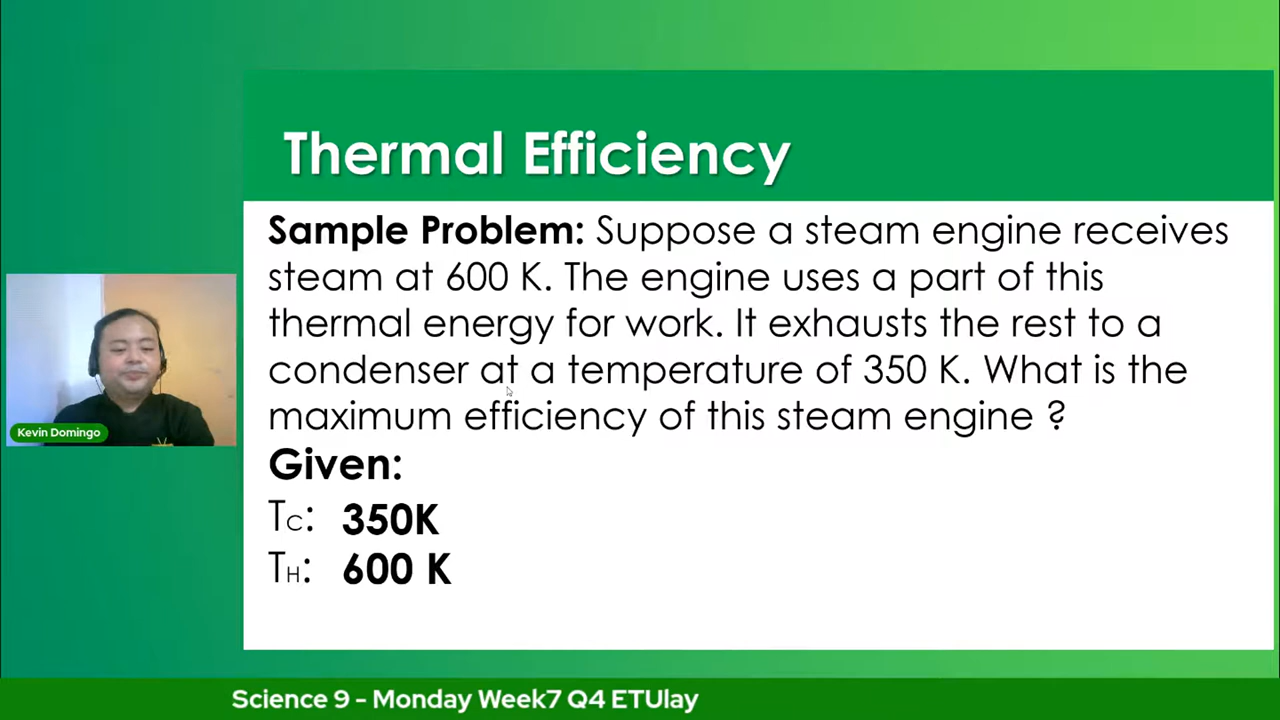 Thermal Efficiency
Sample Problem: Suppose a steam engine receives
steam at 600 K. The engine uses a part of this
thermal energy for work. It exhausts the rest to a
condenser at a temperature of 350 K. What is the
maximum efficiency of this steam engine ?
Given:
TC: 350K
TH: 600 K
Kevin Domingo
Science 9 - Monday Week7 Q4 ETUlay